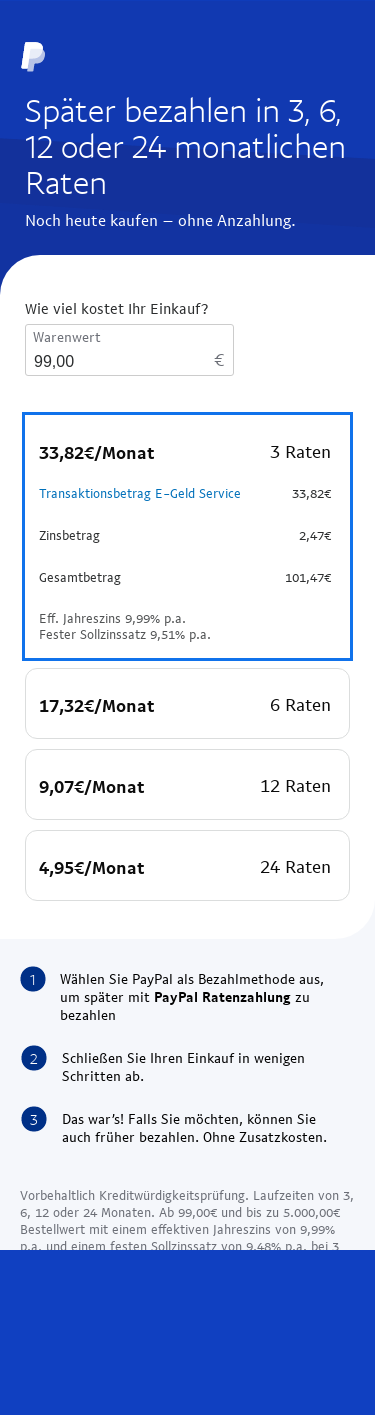 Später bezahlen in 3, 6,
12 oder 24 monatlichen
Raten
Noch heute kaufen – ohne Anzahlung.
Wie viel kostet Ihr Einkauf?
Warenwert
99,00 €
33,82€/Monat 3 Raten
Transaktionsbetrag E-Geld Service 33,82€
Zinsbetrag 2,47€
Gesamtbetrag 101,47€
Eff. Jahreszins 9,99% p.a.
Fester Sollzinssatz 9,51% p.a.
17,32€/Monat 6 Raten
9,07€/Monat 12 Raten
4,95€/Monat 24 Raten
1 Wählen Sie PayPal als Bezahlmethode aus,
um später mit PayPal Ratenzahlung zu
bezahlen
2 Schließen Sie Ihren Einkauf in wenigen
Schritten ab.
3 Das war's! Falls Sie möchten, können Sie
auch früher bezahlen. Ohne Zusatzkosten.
Vorbehaltlich Kreditwürdigkeitsprüfung. Laufzeiten von 3,
6, 12 oder 24 Monaten. Ab 99,00€ und bis zu 5.000,00€
Bestellwert mit einem effektiven Jahreszins von 9,99%
p.a. und einem festen Sollzinssatz von 9,48% p.a. bei 3